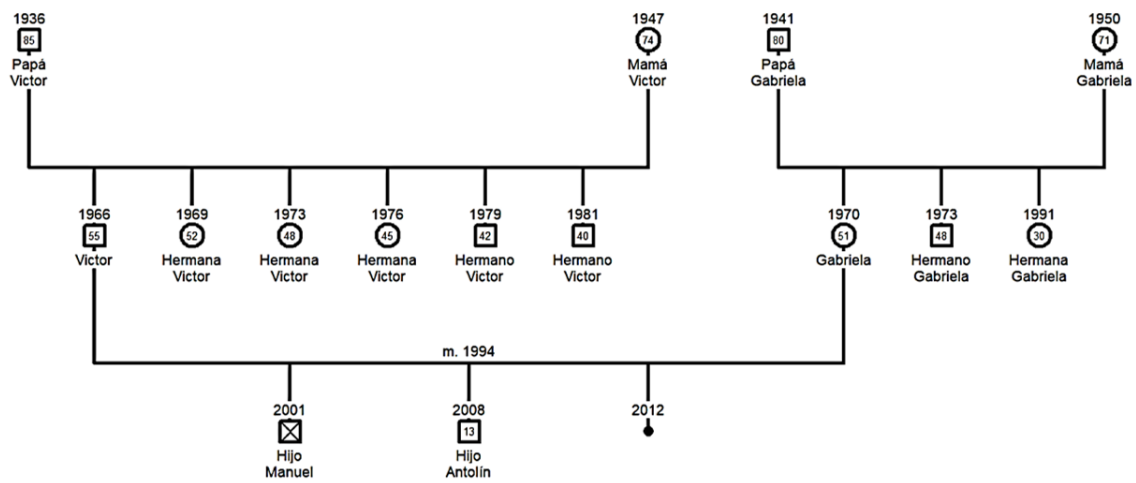 1936
85
Papá
Victor
1947
74
Mamá
Victor
1941
80
Papá
Gabriela
1950
71
Mamá
Gabriela
1966
55
Victor
1969
52
Hermana
Victor
1973
48
Hermana
Victor
1976
45
Hermana
Victor
1979
42
Hermano
Victor
1981
40
Hermano
Victor
1970
51
Gabriela
1973
48
Hermano
Gabriela
1991
30
Hermana
Gabriela
m. 1994
2001
Hijo
Manuel
2008
13
Hijo
Antolín
2012